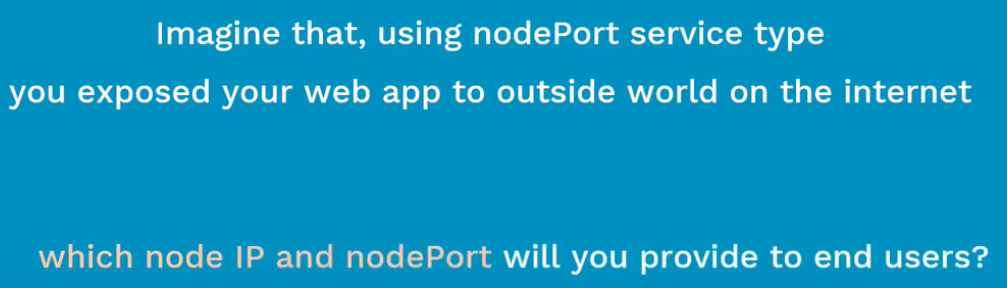 Imagine that, using nodePort service type
you exposed your web app to outside world on the internet
which node IP and nodePort will you provide to end users?